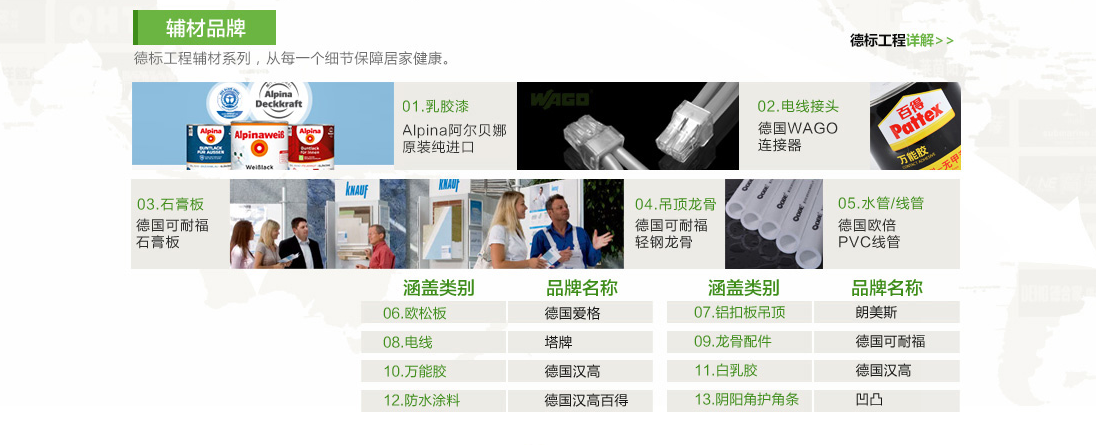 辅材品牌
德标工程辅材系列，从每一个细节保障居家健康。
德标工程详解>>
Alpina
Deckkraft
Alpina
Alpinaweiß
Alpina
BUNTLACK
FÜR AUSSEN
Weißlack
BUNTLACK
FÜR INNEN
01.乳胶漆
Alpina阿尔贝娜
原装纯进口
WAGO
02.电线接头
德国WAGO
连接器
百得
Pattex
万能胶
03.石膏板
德国可耐福
石膏板
KNAUF
KNAUF
04.吊顶龙骨
德国可耐福
轻钢龙骨
05.水管/线管
德国欧倍
PVC线管
涵盖类别 品牌名称 涵盖类别 品牌名称
06.欧松板 德国爱格 07.铝扣板吊顶 朗美斯
08.电线 塔牌 09.龙骨配件 德国可耐福
10.万能胶 德国汉高 11.白乳胶 德国汉高
12.防水涂料 德国汉高百得 13.阴阳角护角条 凹凸